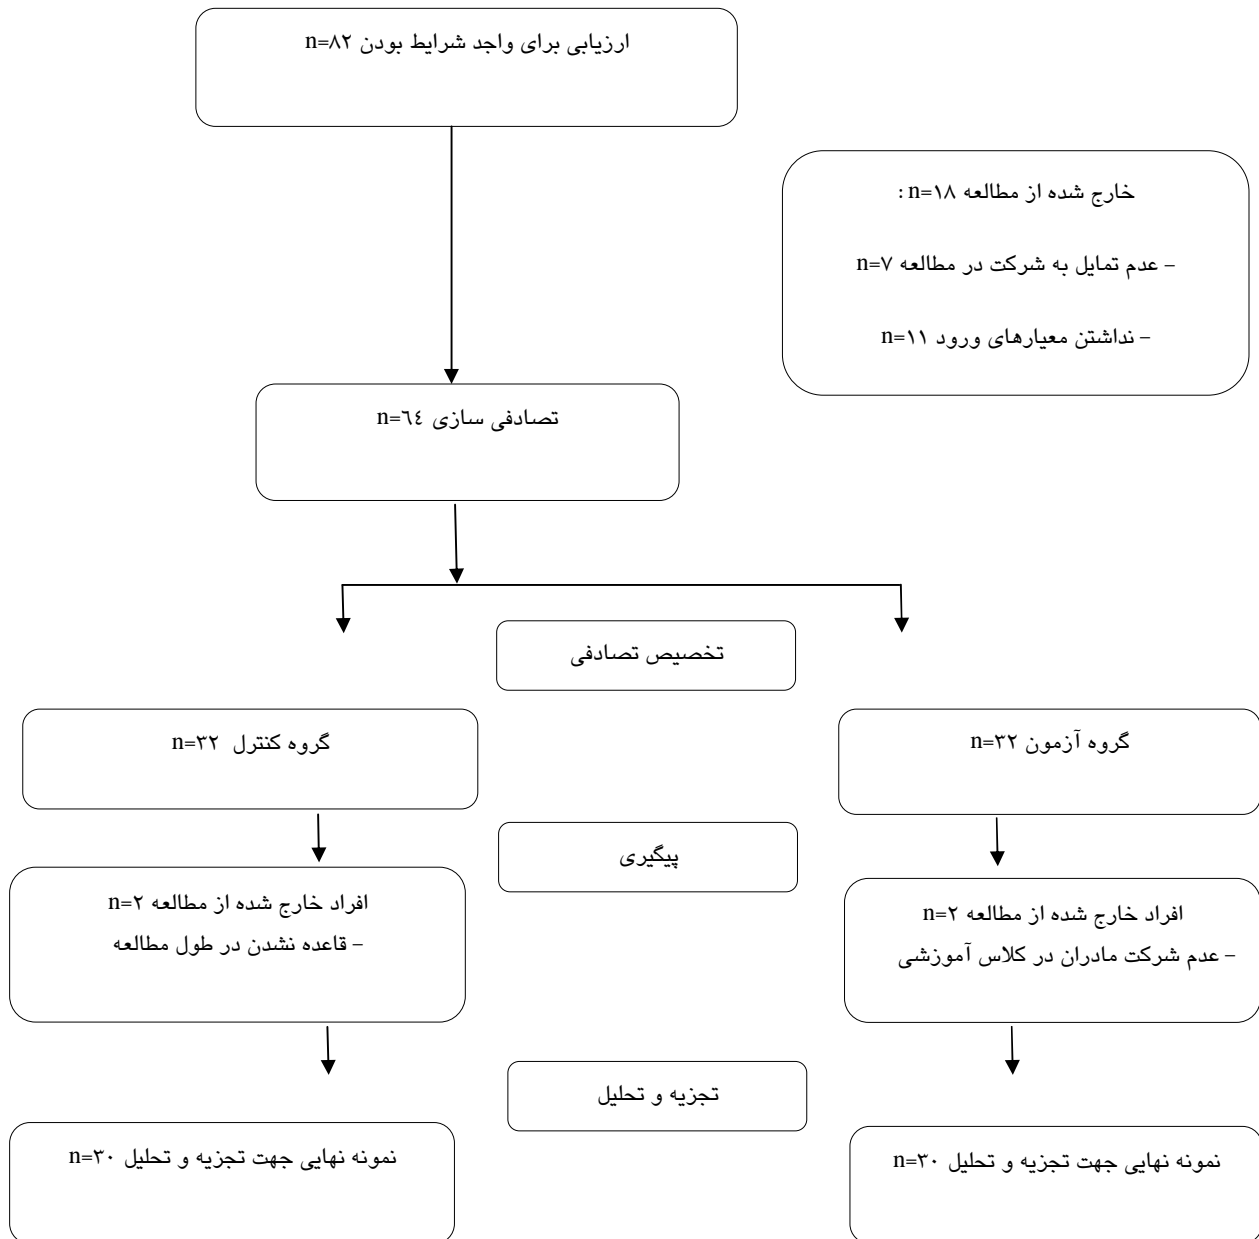 ارزیابی برای واجد شرایط بودن n=۸۲
خارج شده از مطالعه n=۱۸ :
- عدم تمایل به شرکت در مطالعه n=۷
- نداشتن معیارهای ورود n=۱۱
تصادفی سازی n=٦٤
تخصیص تصادفی
گروه آزمون n=۳۲
گروه کنترل n=۳۲
پیگیری
افراد خارج شده از مطالعه n=۲
- عدم شرکت مادران در کلاس آموزشی
افراد خارج شده از مطالعه n=۲
- قاعده نشدن در طول مطالعه
تجزیه و تحلیل
نمونه نهایی جهت تجزیه و تحلیل n=۳۰
نمونه نهایی جهت تجزیه و تحلیل n=۳۰